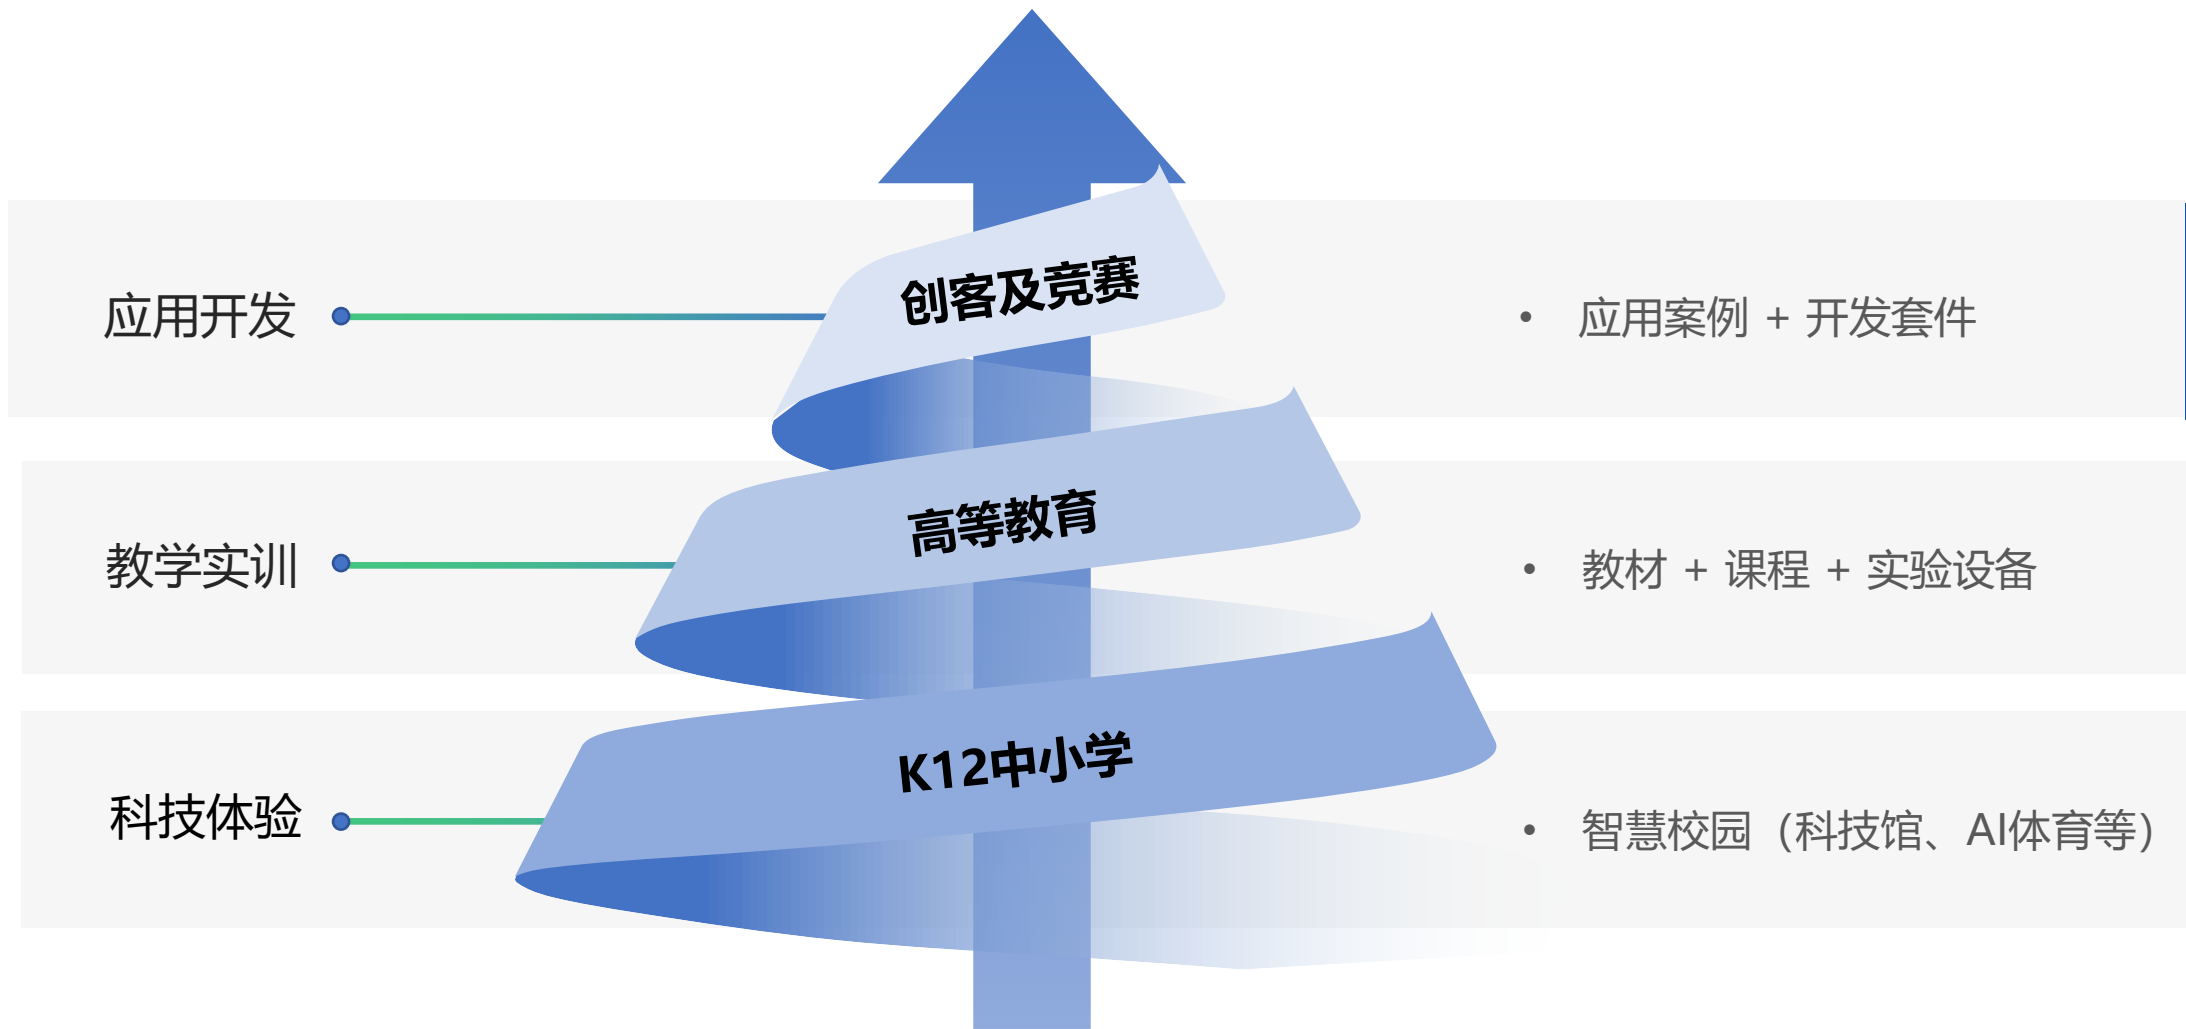 应用开发
创客及竞赛
• 应用案例 + 开发套件
教学实训
高等教育
• 教材 + 课程 + 实验设备
科技体验
K12中小学
• 智慧校园（科技馆、AI体育等）